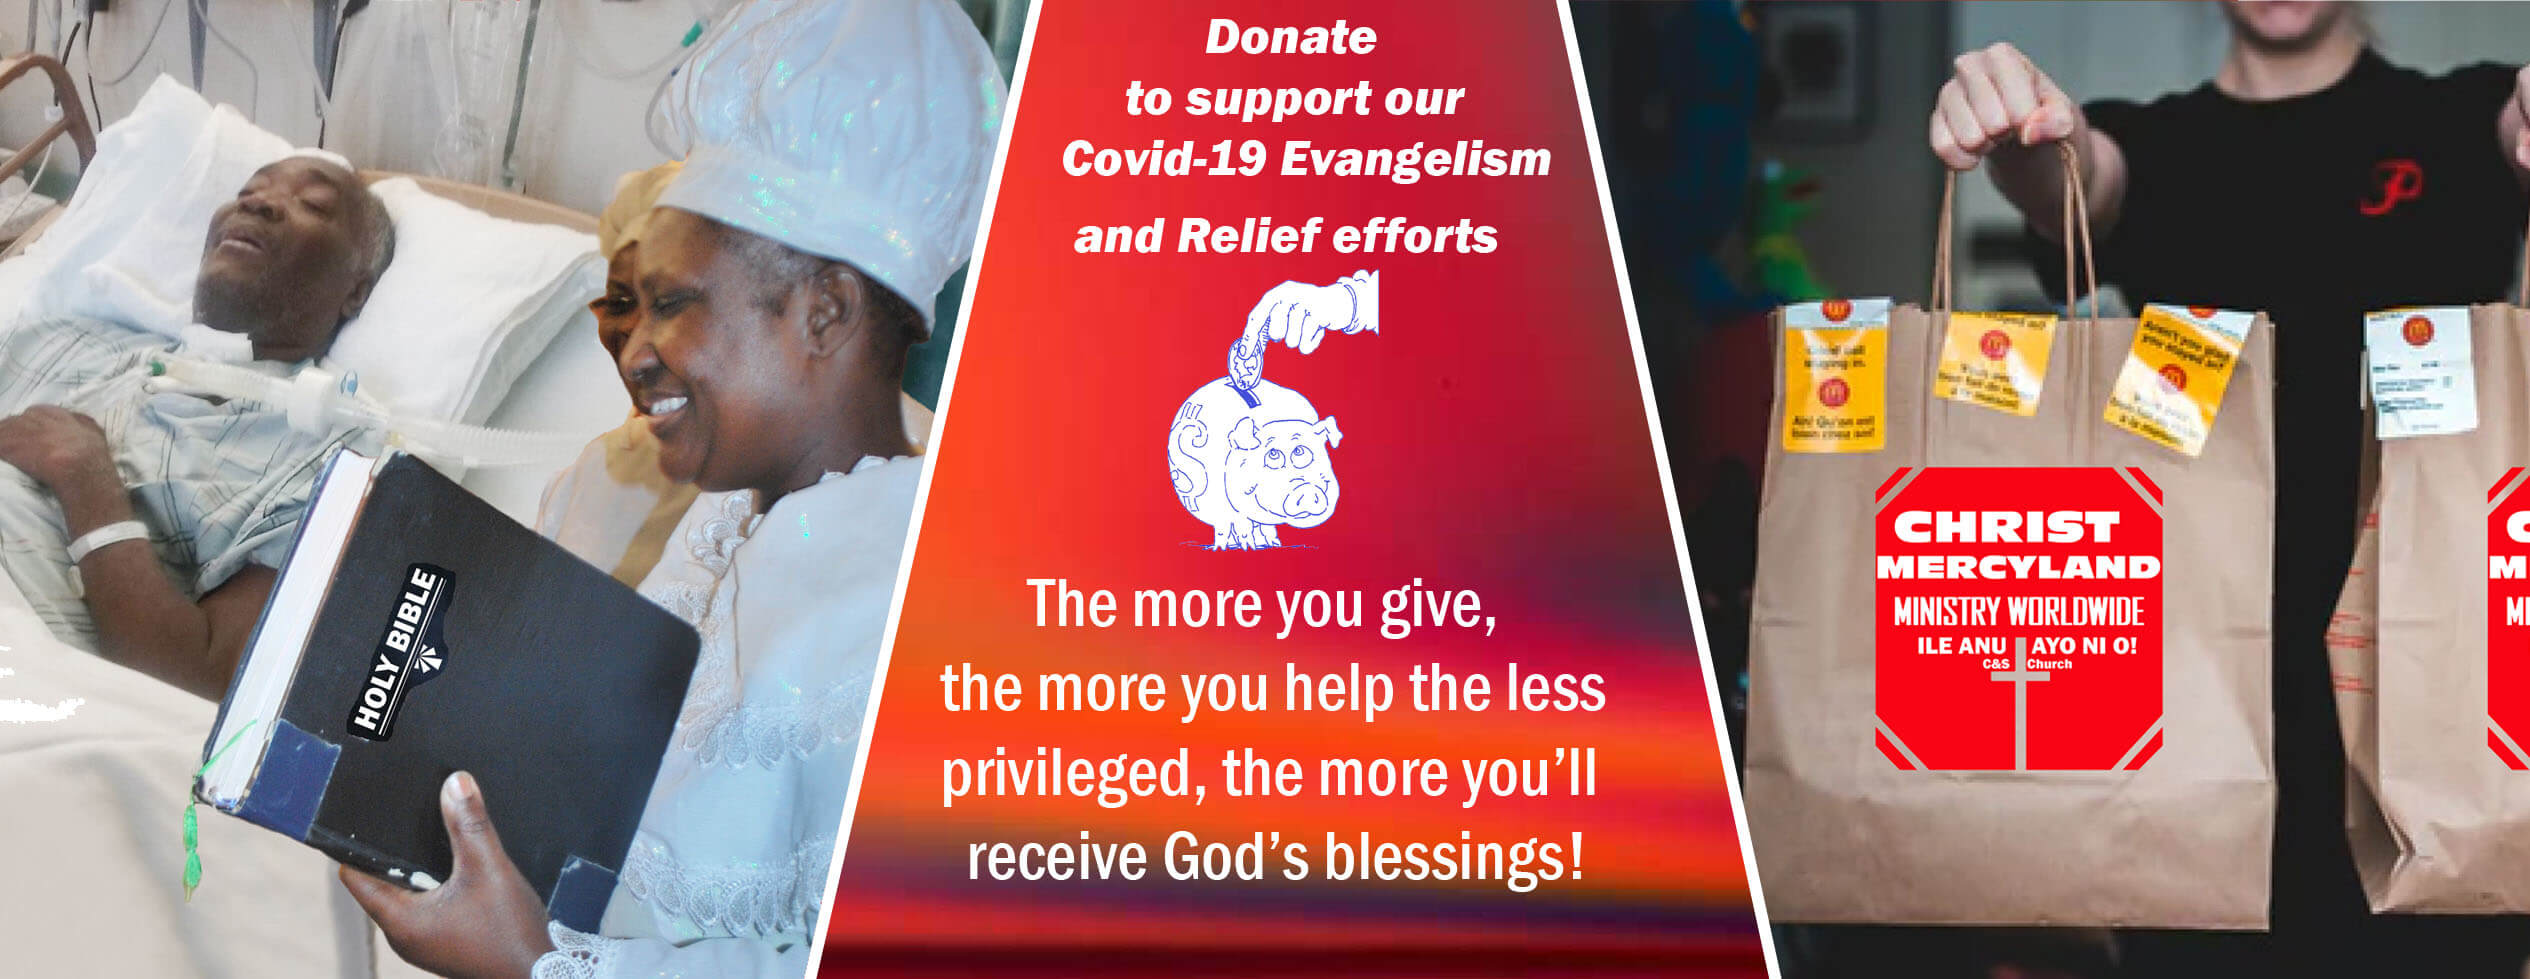 Donate
to support our
Covid-19 Evangelism
and Relief efforts
The more you give,
the more you help the less
privileged, the more you'll
receive God's blessings!
HOLY BIBLE
CHRIST
MERCYLAND
MINISTRY WORLDWIDE
ILE ANU AYO NI O!
C&S Church
C
M
MI